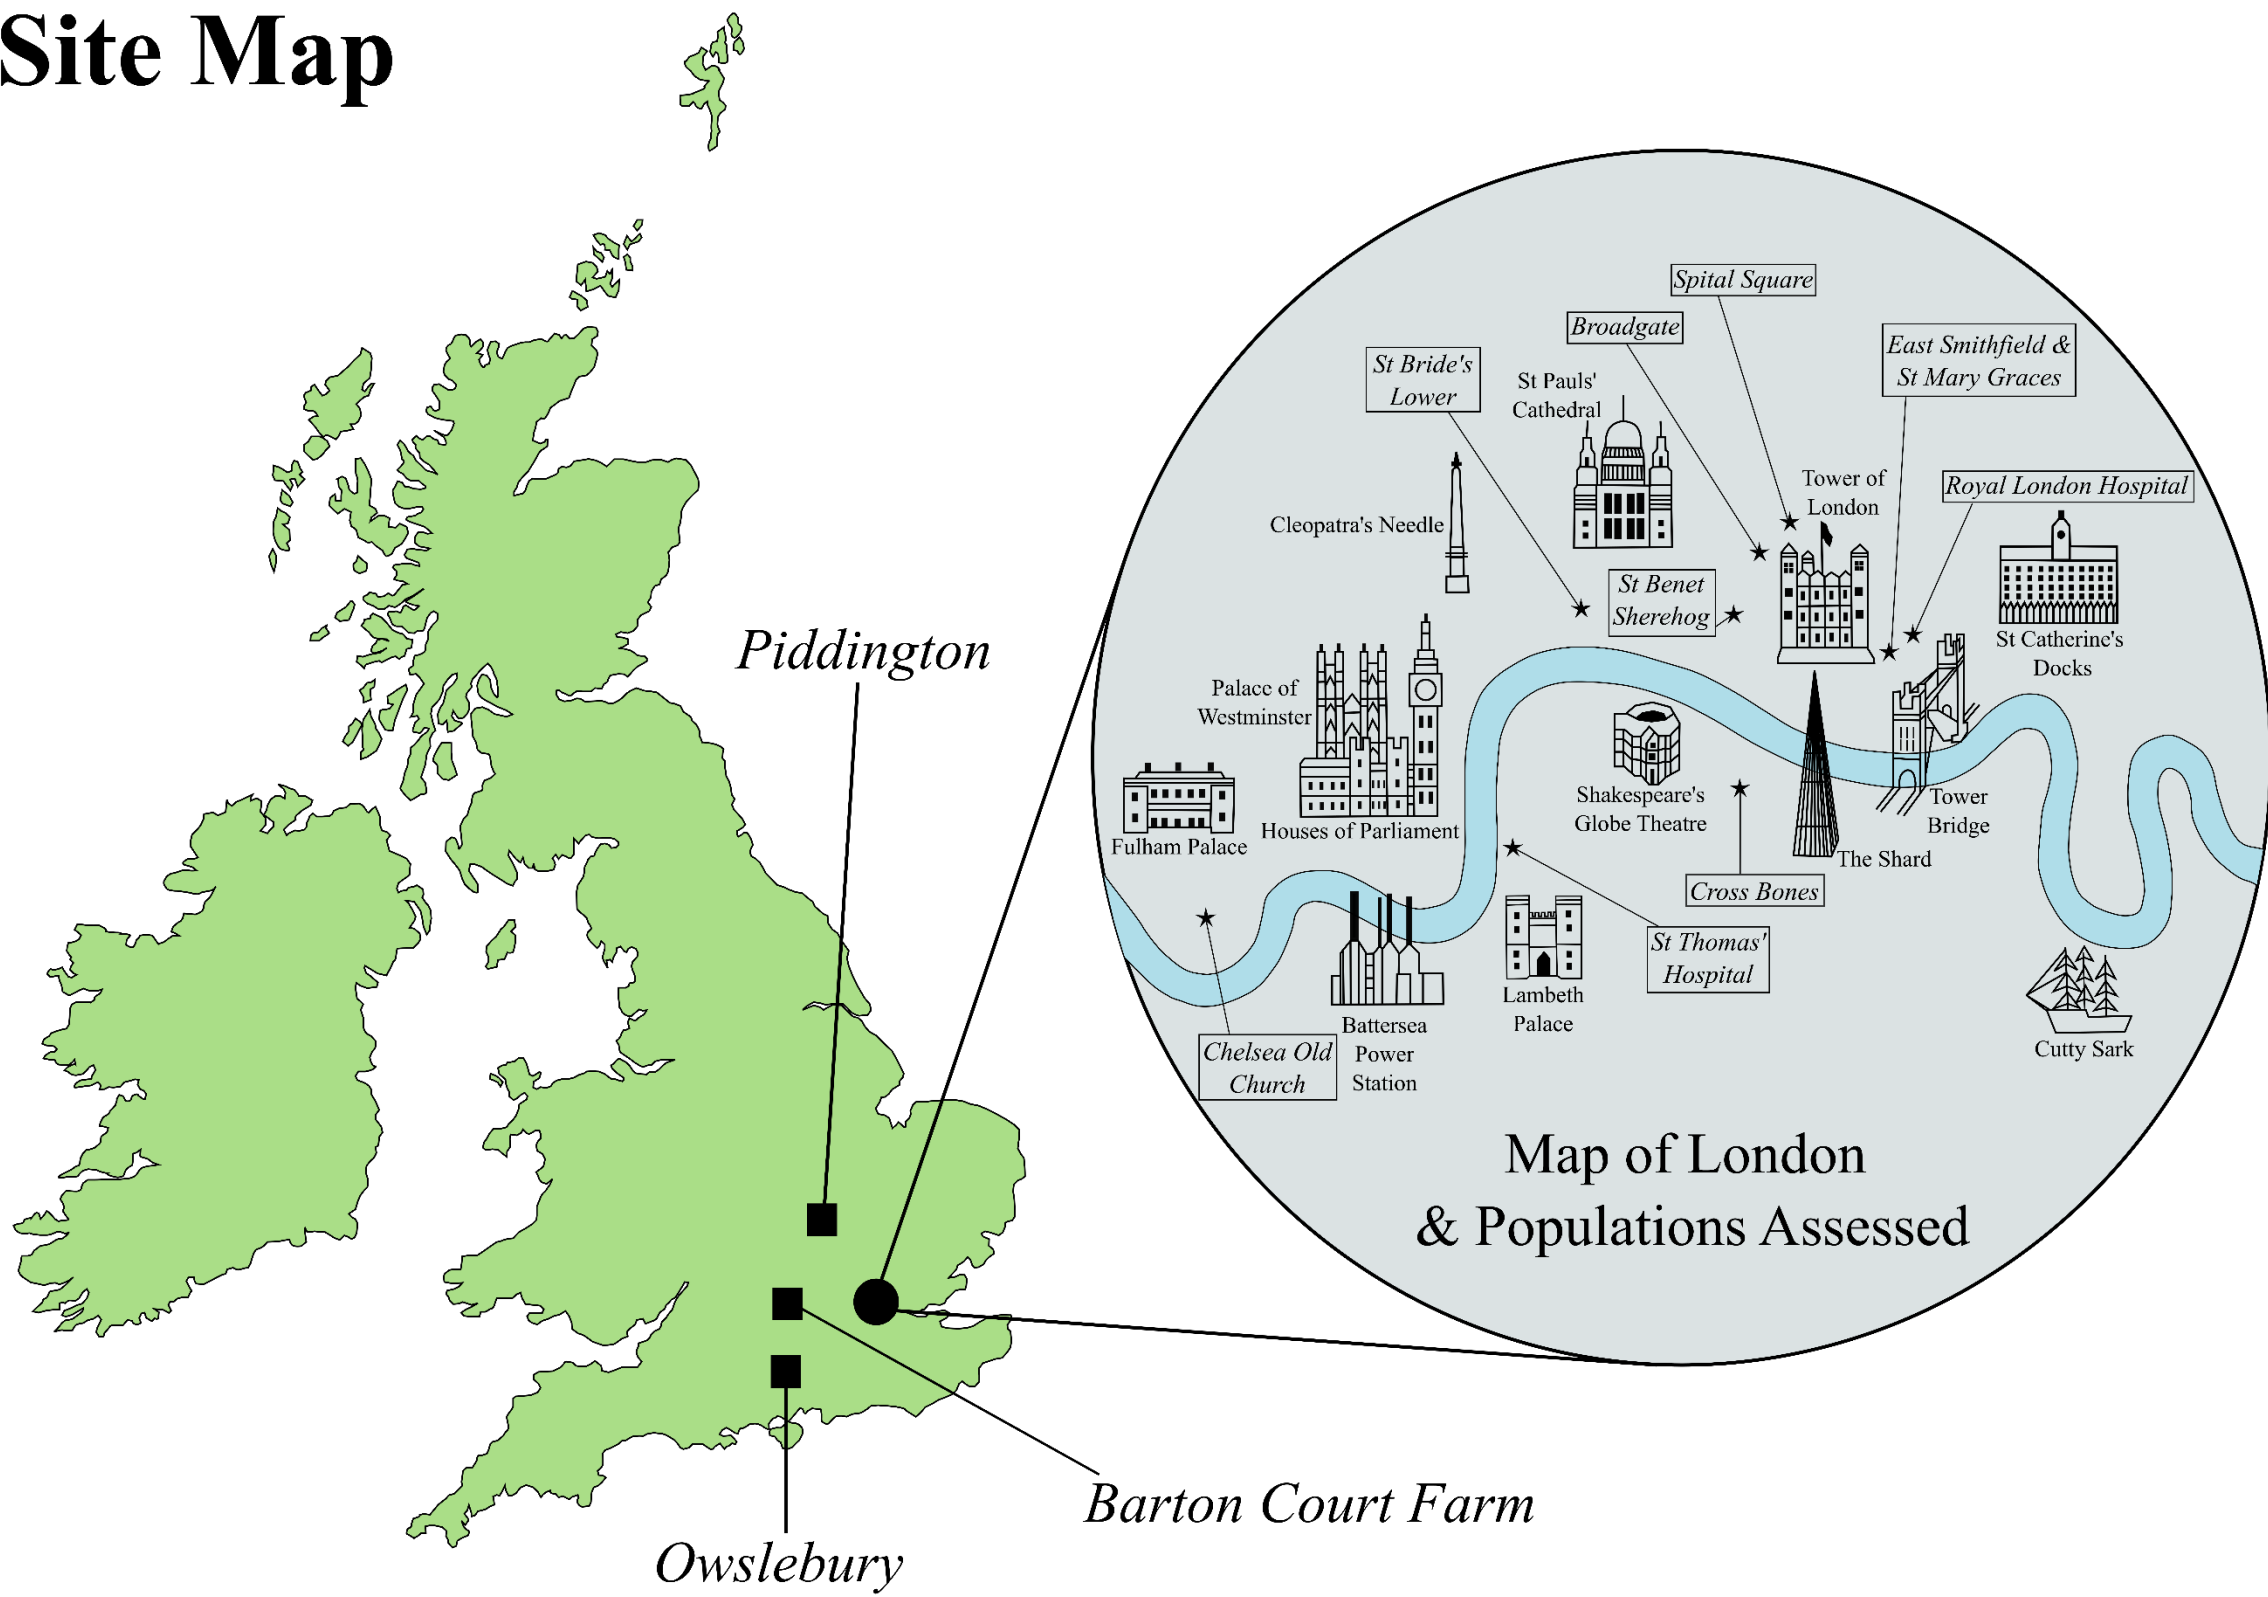 Site Map
Piddington
Owslebury
Barton Court Farm
Spital Square
Broadgate
East Smithfield &
St Mary Graces
St Bride's
Lower
St Pauls'
Cathedral
Tower of
London
Royal London Hospital
Cleopatra's Needle
St Benet
Sherehog
St Catherine's
Docks
Palace of
Westminster
Houses of Parliament
Fulham Palace
Shakespeare's
Globe Theatre
Tower
Bridge
The Shard
Cross Bones
St Thomas'
Hospital
Lambeth
Palace
Battersea
Power
Station
Chelsea Old
Church
Cutty Sark
Map of London
& Populations Assessed